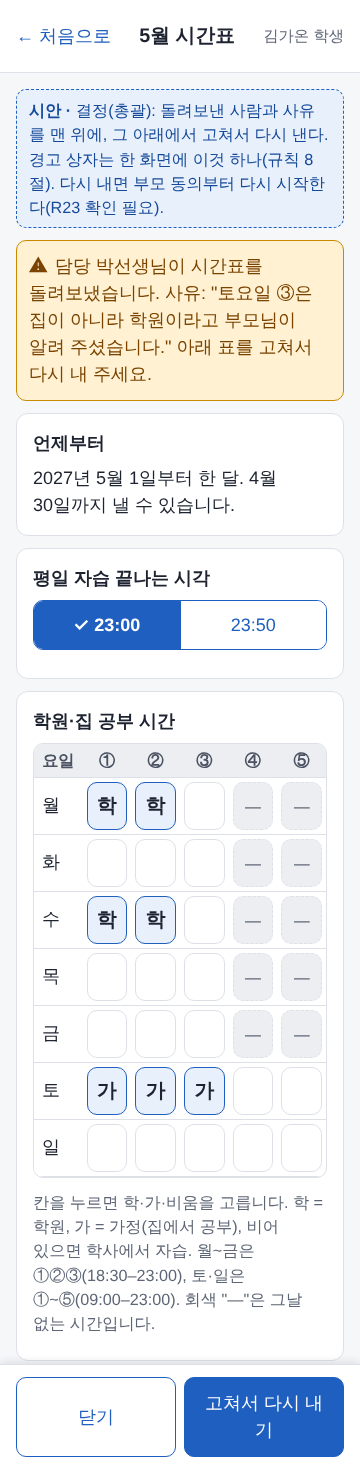 ← 처음으로 5월 시간표 김가온 학생
시안 · 결정(총괄): 돌려보낸 사람과 사유
를 맨 위에, 그 아래에서 고쳐서 다시 낸다.
경고 상자는 한 화면에 이것 하나(규칙 8
절). 다시 내면 부모 동의부터 다시 시작한
다(R23 확인 필요).
담당 박선생님이 시간표를
돌려보냈습니다. 사유: "토요일 ③은
집이 아니라 학원이라고 부모님이
알려 주셨습니다." 아래 표를 고쳐서
다시 내 주세요.
언제부터
2027년 5월 1일부터 한 달. 4월
30일까지 낼 수 있습니다.
평일 자습 끝나는 시각
✓ 23:00 23:50
학원·집 공부 시간
요일 ① ② ③ ④ ⑤
월 학 학 — —
화 — —
수 학 학 — —
목 — —
금 — —
토 가 가 가
일
칸을 누르면 학·가·비움을 고릅니다. 학 =
학원, 가 = 가정(집에서 공부), 비어
있으면 학사에서 자습. 월~금은
①②③(18:30–23:00), 토·일은
①~⑤(09:00–23:00). 회색 "—"은 그날
없는 시간입니다.
닫기 고쳐서 다시 내
기